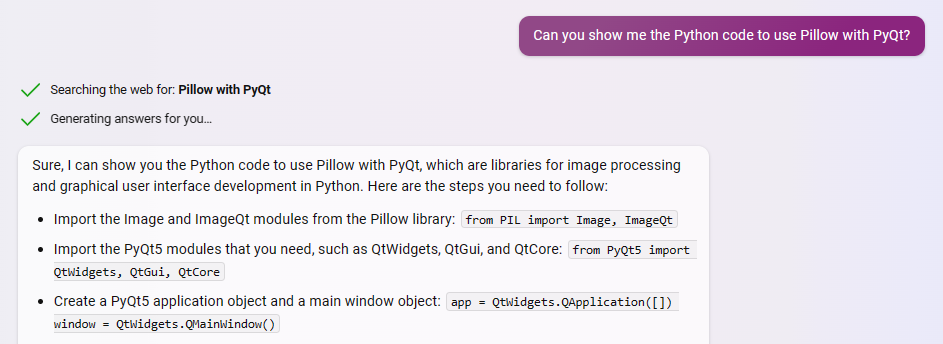 Can you show me the Python code to use Pillow with PyQt?
Searching the web for: Pillow with PyQt
Generating answers for you...
Sure, I can show you the Python code to use Pillow with PyQt, which are libraries for image processing
and graphical user interface development in Python. Here are the steps you need to follow:
• Import the Image and ImageQt modules from the Pillow library: from PIL import Image, ImageQt
• Import the PyQt5 modules that you need, such as QtWidgets, QtGui, and QtCore: from PyQt5 import
QtWidgets, QtGui, QtCore
• Create a PyQt5 application object and a main window object: app = QtWidgets.QApplication([])
window = QtWidgets.QMainWindow()